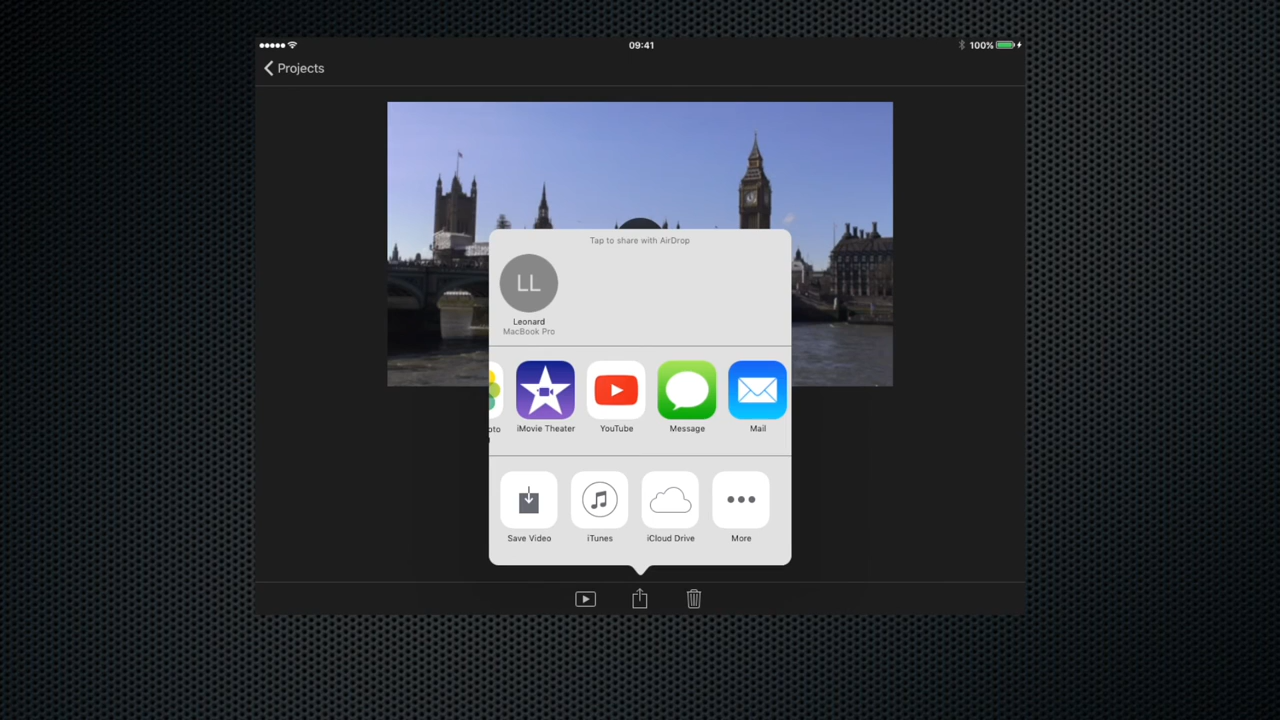 09:41
100%
Projects
Tap to share with AirDrop
LL
Leonard
MacBook Pro
oto
iMovie Theater
YouTube
Message
Mail
Save Video
iTunes
iCloud Drive
More